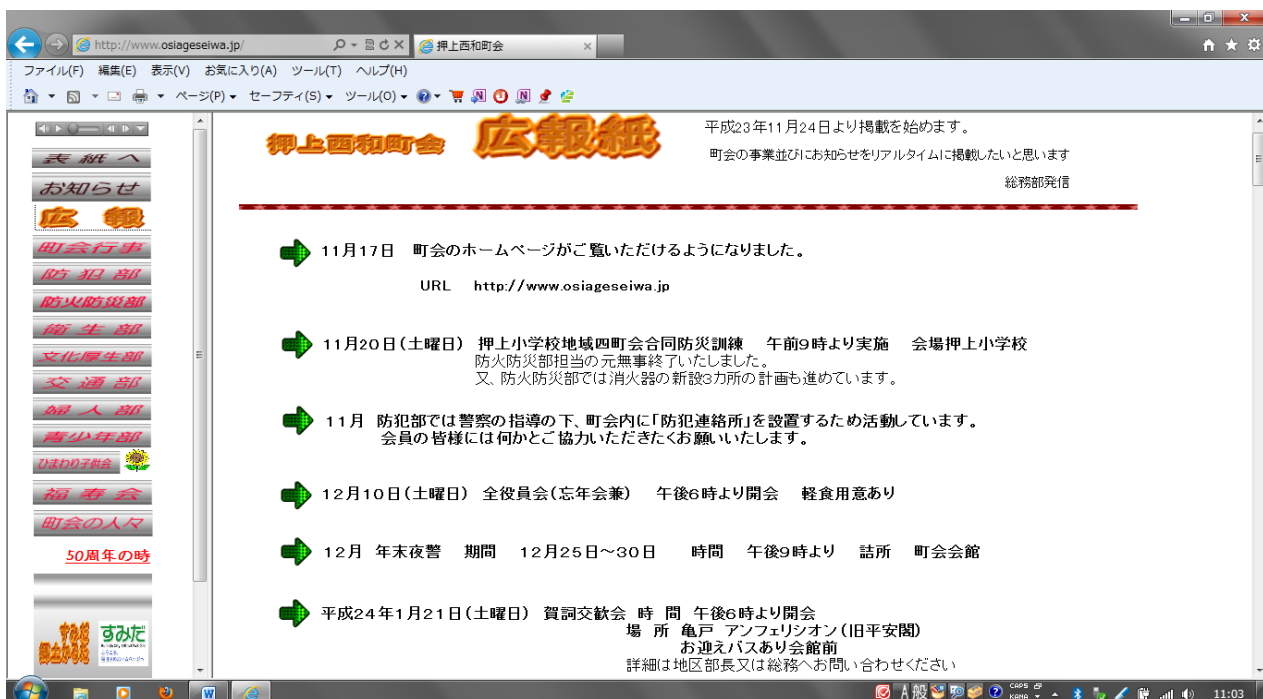 http://www.osiageseiwa.jp/
押上西和町会
ファイル(F) 編集(E) 表示(V) お気に入り(A) ツール(T) ヘルプ(H)
ページ(P) セーフティ(S) ツール(O)
表紙へ
お知らせ
広報
町会行事
防犯部
防火防災部
衛生部
文化厚生部
交通部
婦人部
青少年部
ひまわり子供会
福寿会
町会の人々
50周年の時
すみだ
押上西和町会 広報紙
平成23年11月24日より掲載を始めます。
町会の事業並びにお知らせをリアルタイムに掲載したいと思います
総務部発信
11月17日 町会のホームページがご覧いただけるようになりました。
URL http://www.osiageseiwa.jp
11月20日(土曜日) 押上小学校地域四町会合同防災訓練 午前9時より実施 会場押上小学校
防火防災部担当の元無事終了いたしました。
又、防火防災部では消火器の新設3カ所の計画も進めています。
11月 防犯部では警察の指導の下、町会内に「防犯連絡所」を設置するため活動しています。
会員の皆様には何かとご協力いただきたくお願いいたします。
12月10日(土曜日) 全役員会(忘年会兼) 午後6時より開会 軽食用意あり
12月 年末夜警 期間 12月25日～30日 時間 午後9時より 詰所 町会会館
平成24年1月21日(土曜日) 賀詞交歓会 時 間 午後6時より開会
場 所 亀戸 アンフェリシオン(旧平安閣)
お迎えバスあり会館前
詳細は地区部長又は総務へお問い合わせください
A 般
CAPS
KANA
11:03